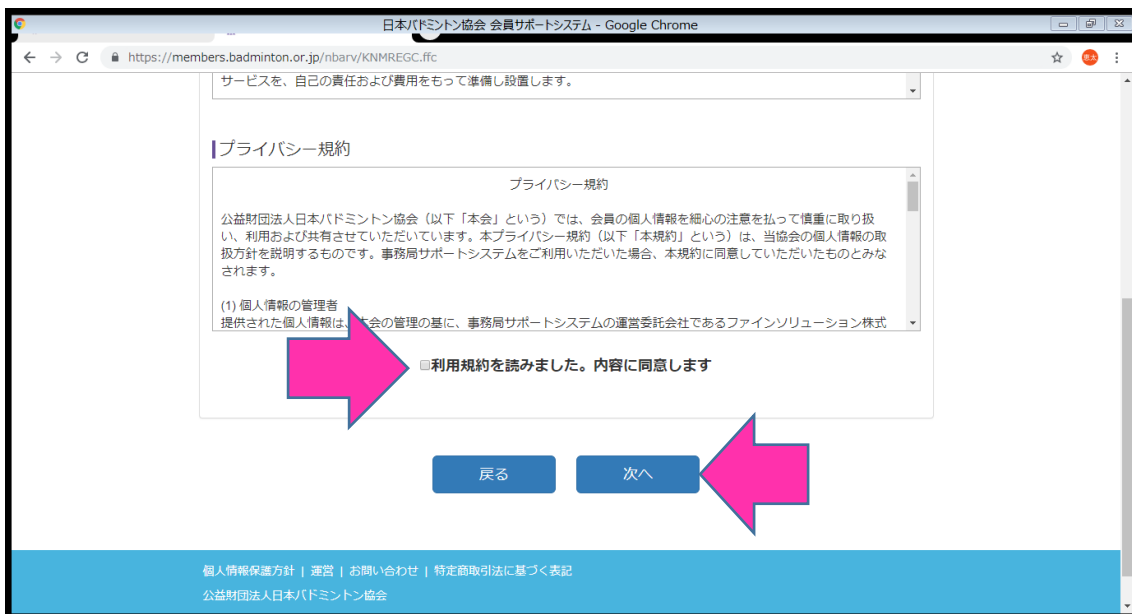 日本バドミントン協会 会員サポートシステム - Google Chrome
https://members.badminton.or.jp/nbarv/KNMREGC.ffc
恵太
サービスを、自己の責任および費用をもって準備し設置します。
プライバシー規約
プライバシー規約
公益財団法人日本バドミントン協会（以下「本会」という）では、会員の個人情報を細心の注意を払って慎重に取り扱
い、利用および共有させていただいています。本プライバシー規約（以下「本規約」という）は、当協会の個人情報の取
扱方針を説明するものです。事務局サポートシステムをご利用いただいた場合、本規約に同意していただいたものとみな
されます。
(1) 個人情報の管理者
提供された個人情報は、本会の管理の基に、事務局サポートシステムの運営委託会社であるファインソリューション株式
利用規約を読みました。内容に同意します
戻る
次へ
個人情報保護方針 | 運営 | お問い合わせ | 特定商取引法に基づく表記
公益財団法人日本バドミントン協会